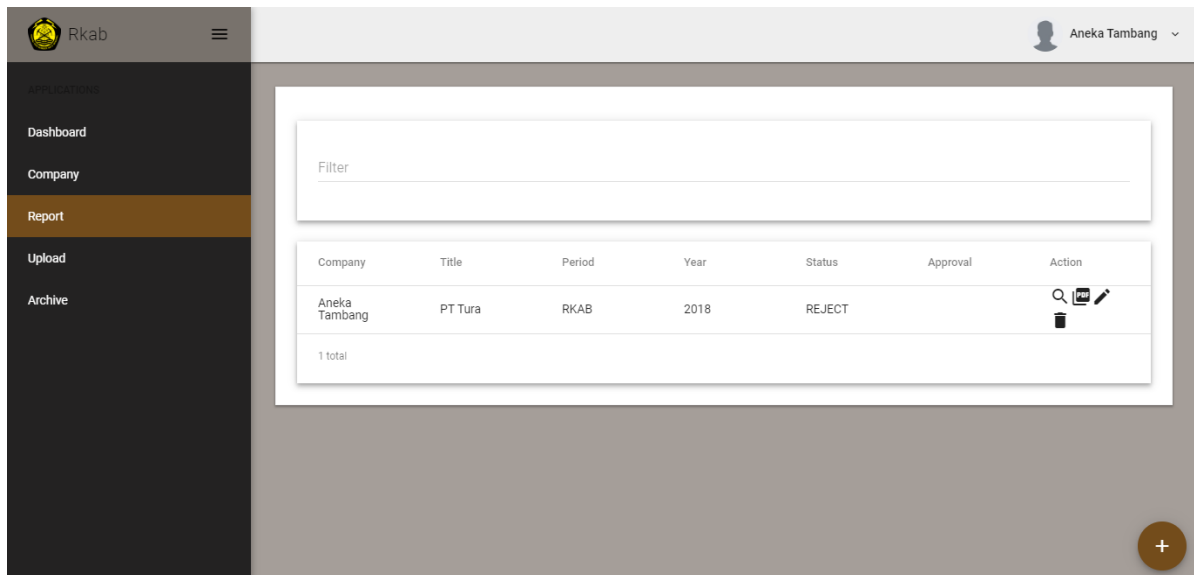 Rkab
Aneka Tambang
APPLICATIONS
Dashboard
Company
Report
Upload
Archive
Filter
Company Title Period Year Status Approval Action
Aneka
Tambang PT Tura RKAB 2018 REJECT
PDF
1 total
+